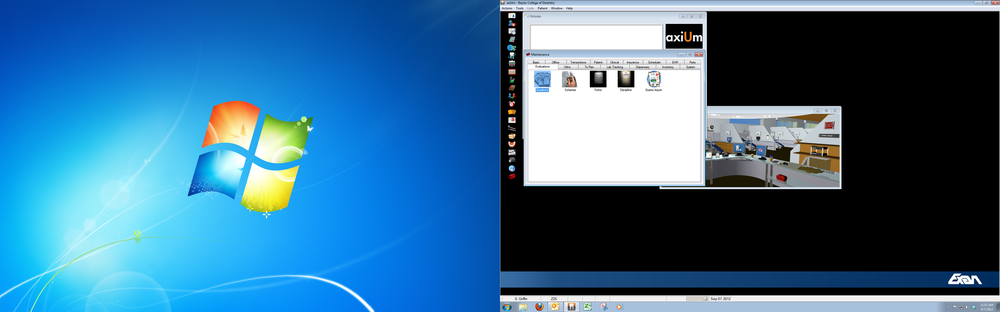 axiUm - Baylor College of Dentistry
Actions Tools Links Patient Window Help
Rolodex
axiUm
Maintenance
Basic Office Transactions Patient Clinical Insurance Scheduler EHR Perio
Evaluations Ortho Tx Plan Lab Tracking Dispensary Inventory System
Questions Schemes Forms Discipline Exams Import
EXIT
Ortho Dept
EHR
Exan
S. Griffin Z25 Sep 07, 2012
11:52 AM
9/7/2012